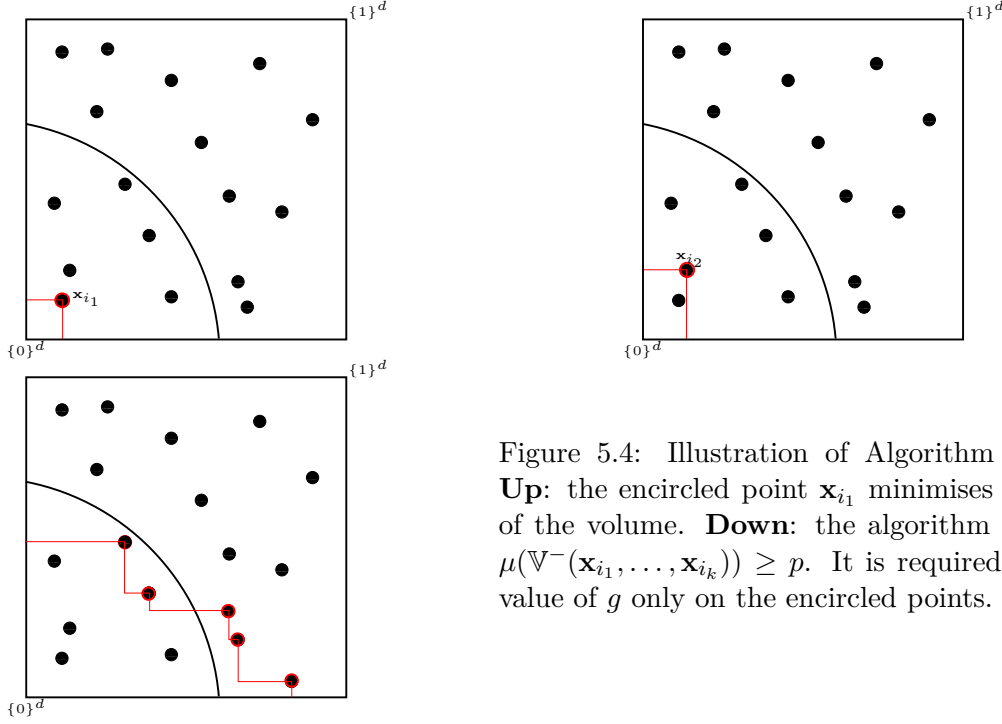 {1}^d
{1}^d
𝐱_{i_1}
𝐱_{i_2}
{0}^d
{0}^d
{1}^d
Figure 5.4: Illustration of Algorithm
Up: the encircled point 𝐱_{i_1} minimises
of the volume. Down: the algorithm
μ(𝕍^−(𝐱_{i_1}, . . . , 𝐱_{i_k})) ≥ p. It is required
value of g only on the encircled points.
{0}^d